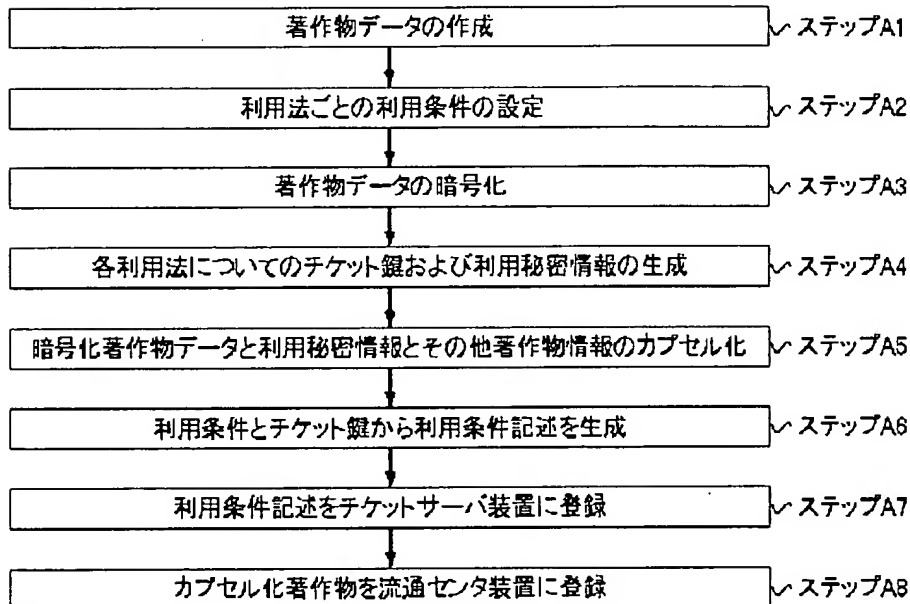 著作物データの作成 ステップA1
利用法ごとの利用条件の設定 ステップA2
著作物データの暗号化 ステップA3
各利用法についてのチケット鍵および利用秘密情報の生成 ステップA4
暗号化著作物データと利用秘密情報とその他著作物情報のカプセル化 ステップA5
利用条件とチケット鍵から利用条件記述を生成 ステップA6
利用条件記述をチケットサーバ装置に登録 ステップA7
カプセル化著作物を流通センタ装置に登録 ステップA8